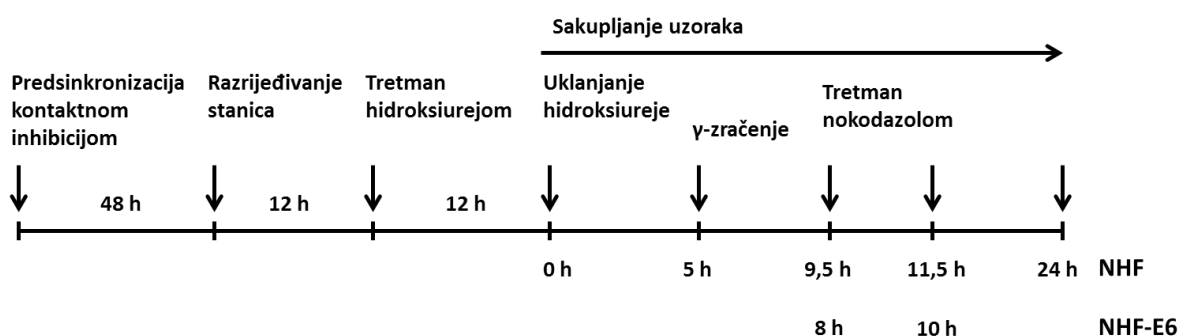 Sakupljanje uzoraka
Predsinkronizacija
kontaktnom
inhibicijom
Razrijeđivanje
stanica
Tretman
hidroksiurejom
Uklanjanje
hidroksiureje
γ-zračenje
Tretman
nokodazolom
48 h
12 h
12 h
0 h
5 h
9,5 h
11,5 h
24 h
NHF
8 h
10 h
NHF-E6